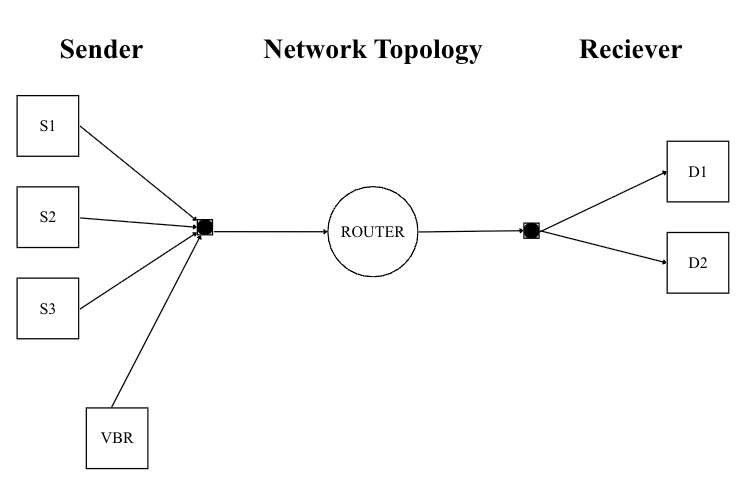 Sender
Network Topology
Reciever
S1
S2
S3
VBR
ROUTER
D1
D2